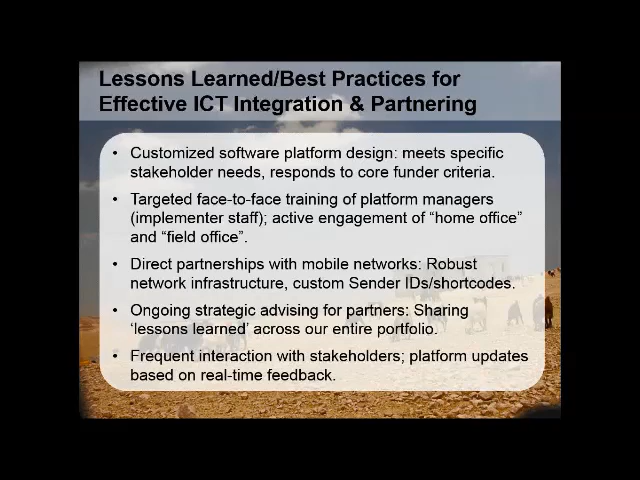 Lessons Learned/Best Practices for
Effective ICT Integration & Partnering
• Customized software platform design: meets specific
stakeholder needs, responds to core funder criteria.
• Targeted face-to-face training of platform managers
(implementer staff); active engagement of “home office”
and “field office”.
• Direct partnerships with mobile networks: Robust
network infrastructure, custom Sender IDs/shortcodes.
• Ongoing strategic advising for partners: Sharing
‘lessons learned’ across our entire portfolio.
• Frequent interaction with stakeholders; platform updates
based on real-time feedback.